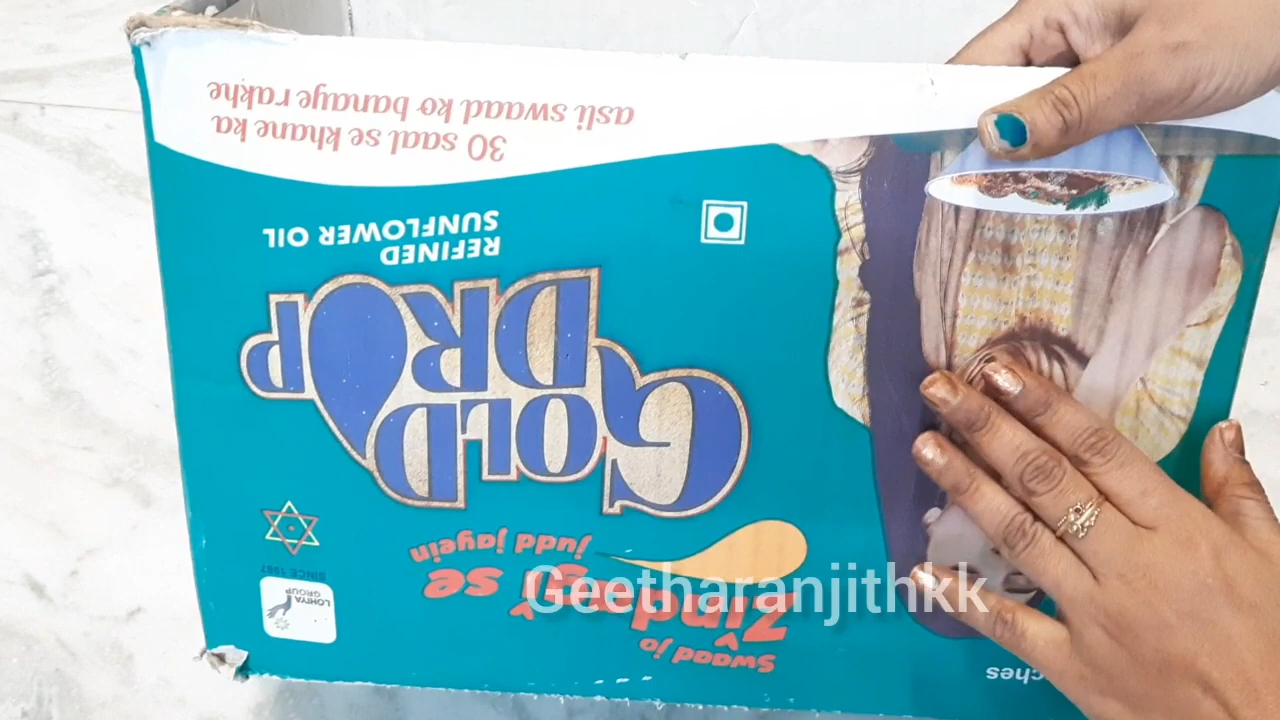 Swaad jo
Zindagi se
judd jayein
GOLD
DROP
REFINED
SUNFLOWER OIL
30 saal se khane ka
asli swaad ko banaye rakhe
LOHIYA
GROUP
SINCE 1987
Geetharanjithkk